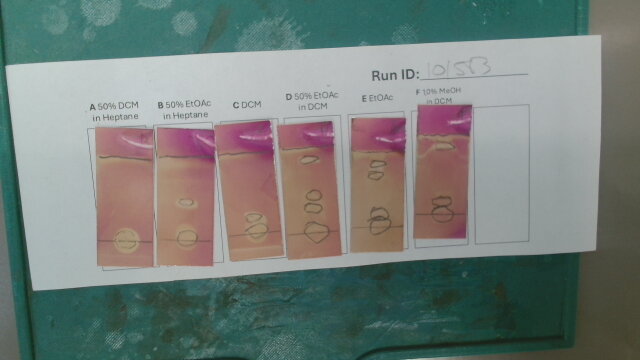 Run ID:
A 50% DCM
in Heptane
B 50% EtOAc
in Heptane
C DCM
D 50% EtOAc
in DCM
E EtOAc
F 10% MeOH
in DCM